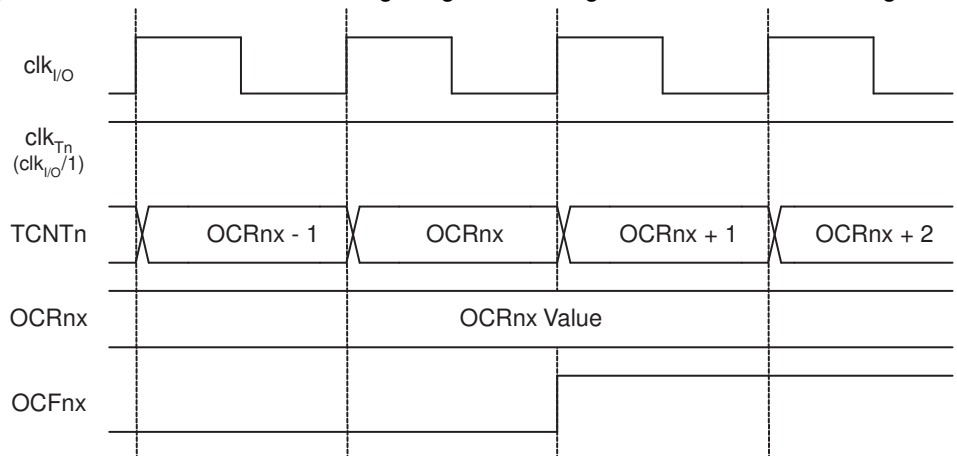 clkI/O
clkTn
(clkI/O/1)
TCNTn OCRnx - 1 OCRnx OCRnx + 1 OCRnx + 2
OCRnx OCRnx Value
OCFnx